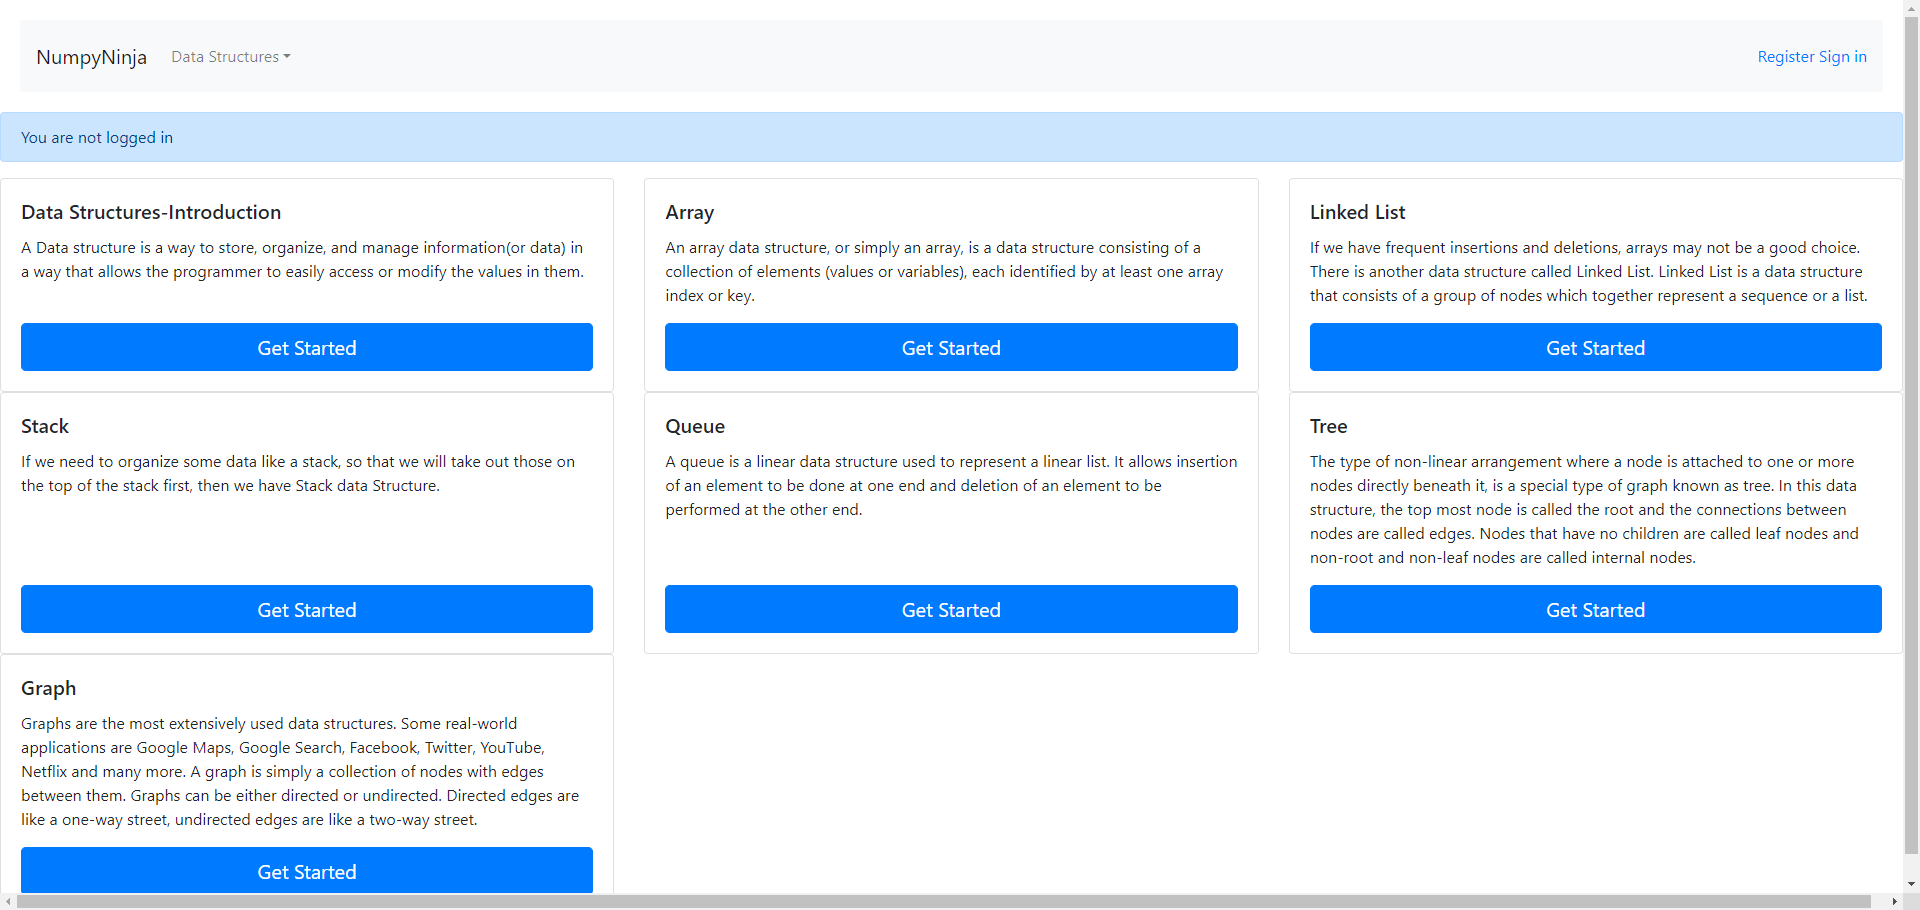 NumpyNinja
Data Structures
Register Sign in
You are not logged in
Data Structures-Introduction
A Data structure is a way to store, organize, and manage information(or data) in
a way that allows the programmer to easily access or modify the values in them.
Get Started
Array
An array data structure, or simply an array, is a data structure consisting of a
collection of elements (values or variables), each identified by at least one array
index or key.
Get Started
Linked List
If we have frequent insertions and deletions, arrays may not be a good choice.
There is another data structure called Linked List. Linked List is a data structure
that consists of a group of nodes which together represent a sequence or a list.
Get Started
Stack
If we need to organize some data like a stack, so that we will take out those on
the top of the stack first, then we have Stack data Structure.
Get Started
Queue
A queue is a linear data structure used to represent a linear list. It allows insertion
of an element to be done at one end and deletion of an element to be
performed at the other end.
Get Started
Tree
The type of non-linear arrangement where a node is attached to one or more
nodes directly beneath it, is a special type of graph known as tree. In this data
structure, the top most node is called the root and the connections between
nodes are called edges. Nodes that have no children are called leaf nodes and
non-root and non-leaf nodes are called internal nodes.
Get Started
Graph
Graphs are the most extensively used data structures. Some real-world
applications are Google Maps, Google Search, Facebook, Twitter, YouTube,
Netflix and many more. A graph is simply a collection of nodes with edges
between them. Graphs can be either directed or undirected. Directed edges are
like a one-way street, undirected edges are like a two-way street.
Get Started